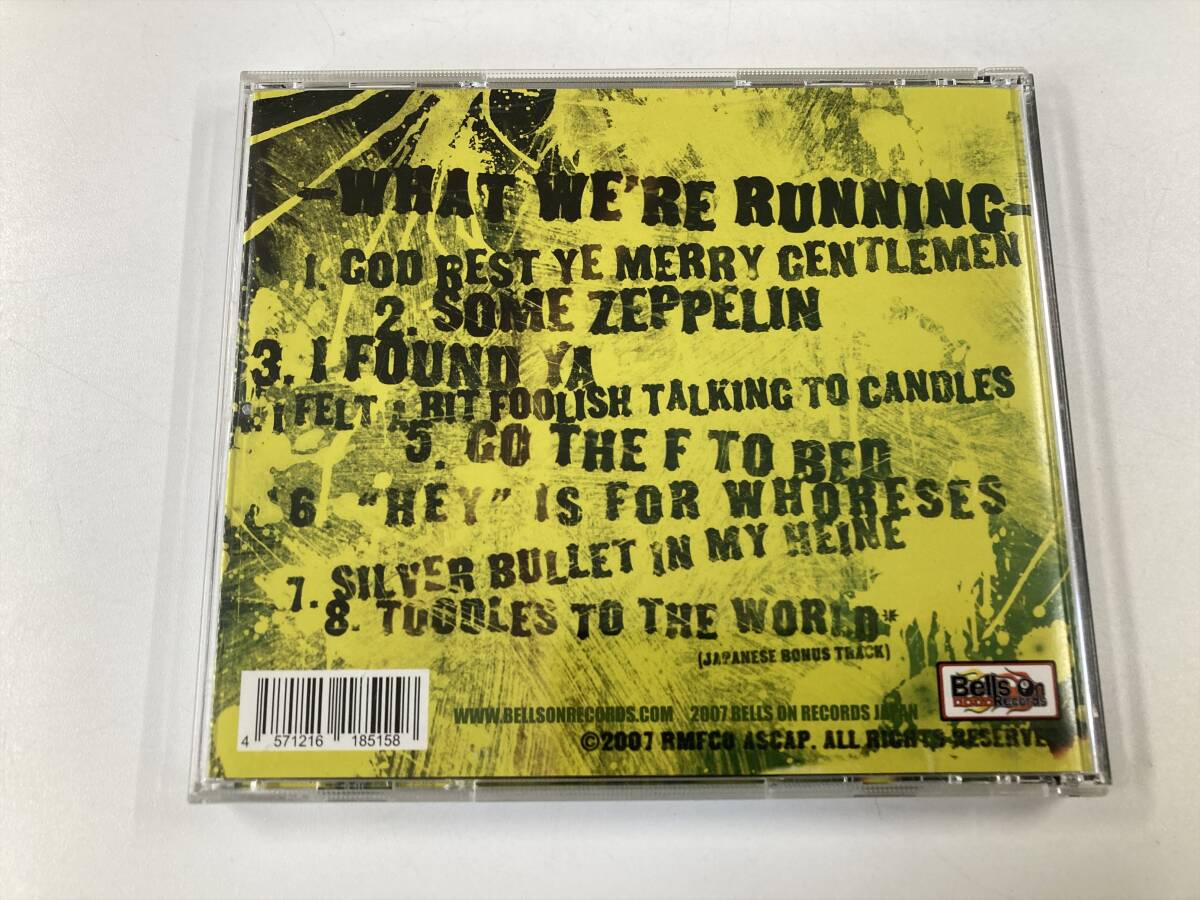 -WHAT WE'RE RUNNING-
1. GOD REST YE MERRY GENTLEMEN
2. SOME ZEPPELIN
3. I FOUND YA
4. I FELT A BIT FOOLISH TALKING TO CANDLES
5. GO THE F TO BED
6 "HEY" IS FOR WHORESES
7. SILVER BULLET IN MY HEINE
8. TOODLES TO THE WORLD*
(JAPANESE BONUS TRACK)
Bells On
Records
WWW.BELLSONRECORDS.COM 2007 BELLS ON RECORDS JAPAN
©2007 RMFCO ASCAP. ALL RIGHTS RESERVE
4 571216 185158